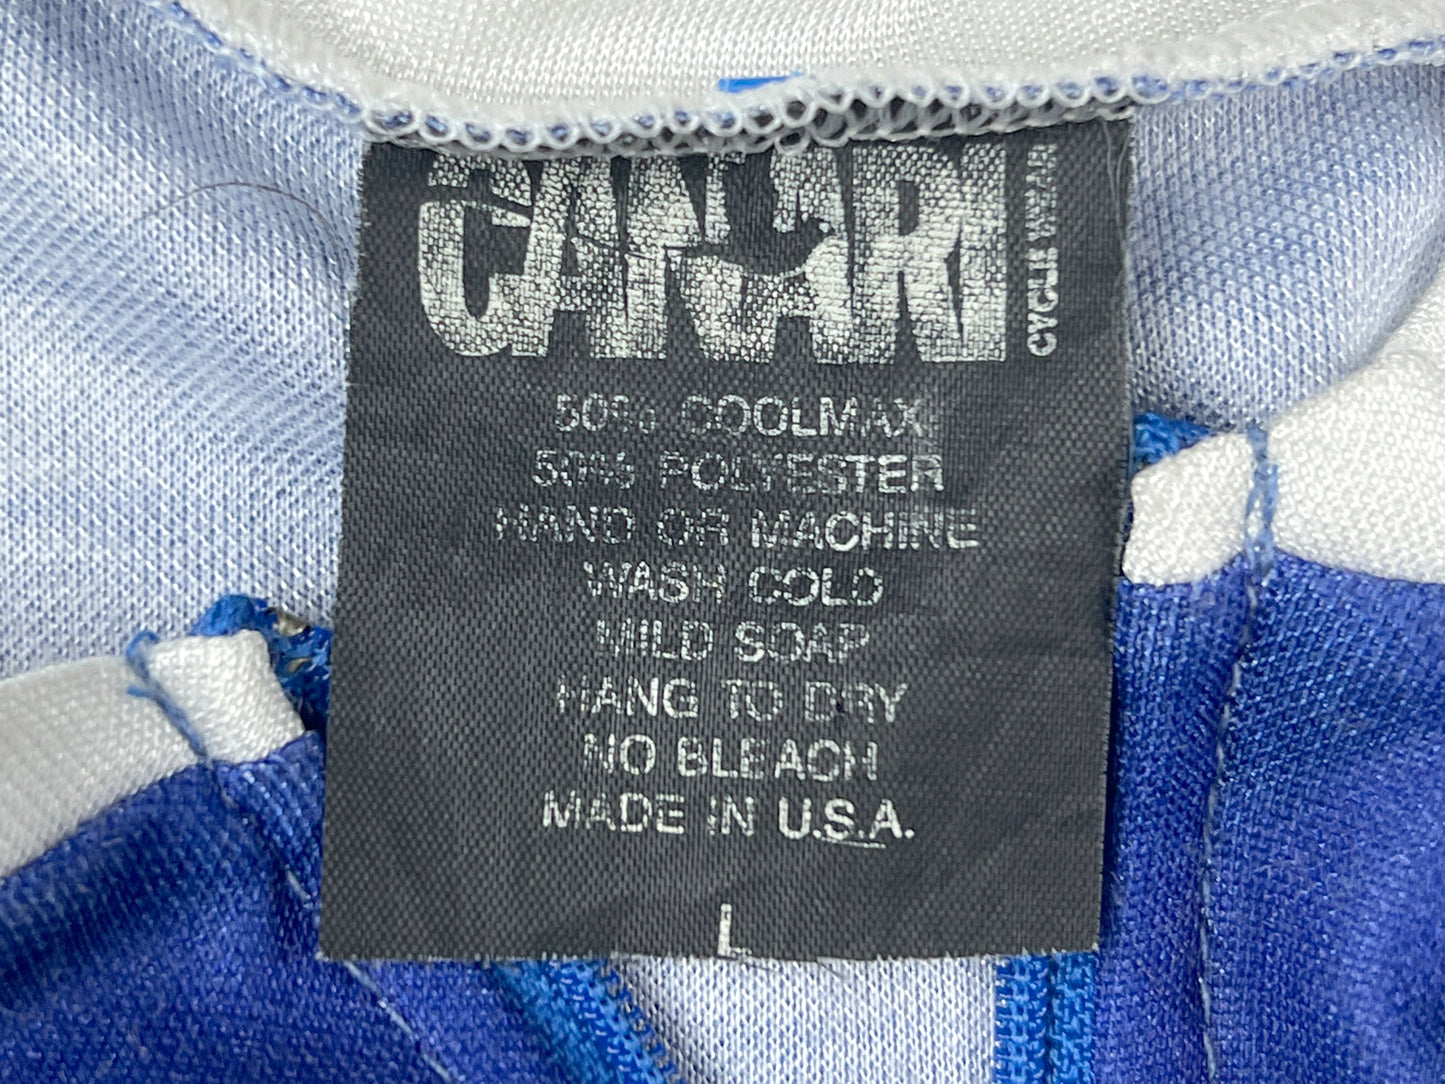 CANARI
CYCLE WEAR
50% COOLMAX
50% POLYESTER
HAND OR MACHINE
WASH COLD
MILD SOAP
HANG TO DRY
NO BLEACH
MADE IN U.S.A.
L